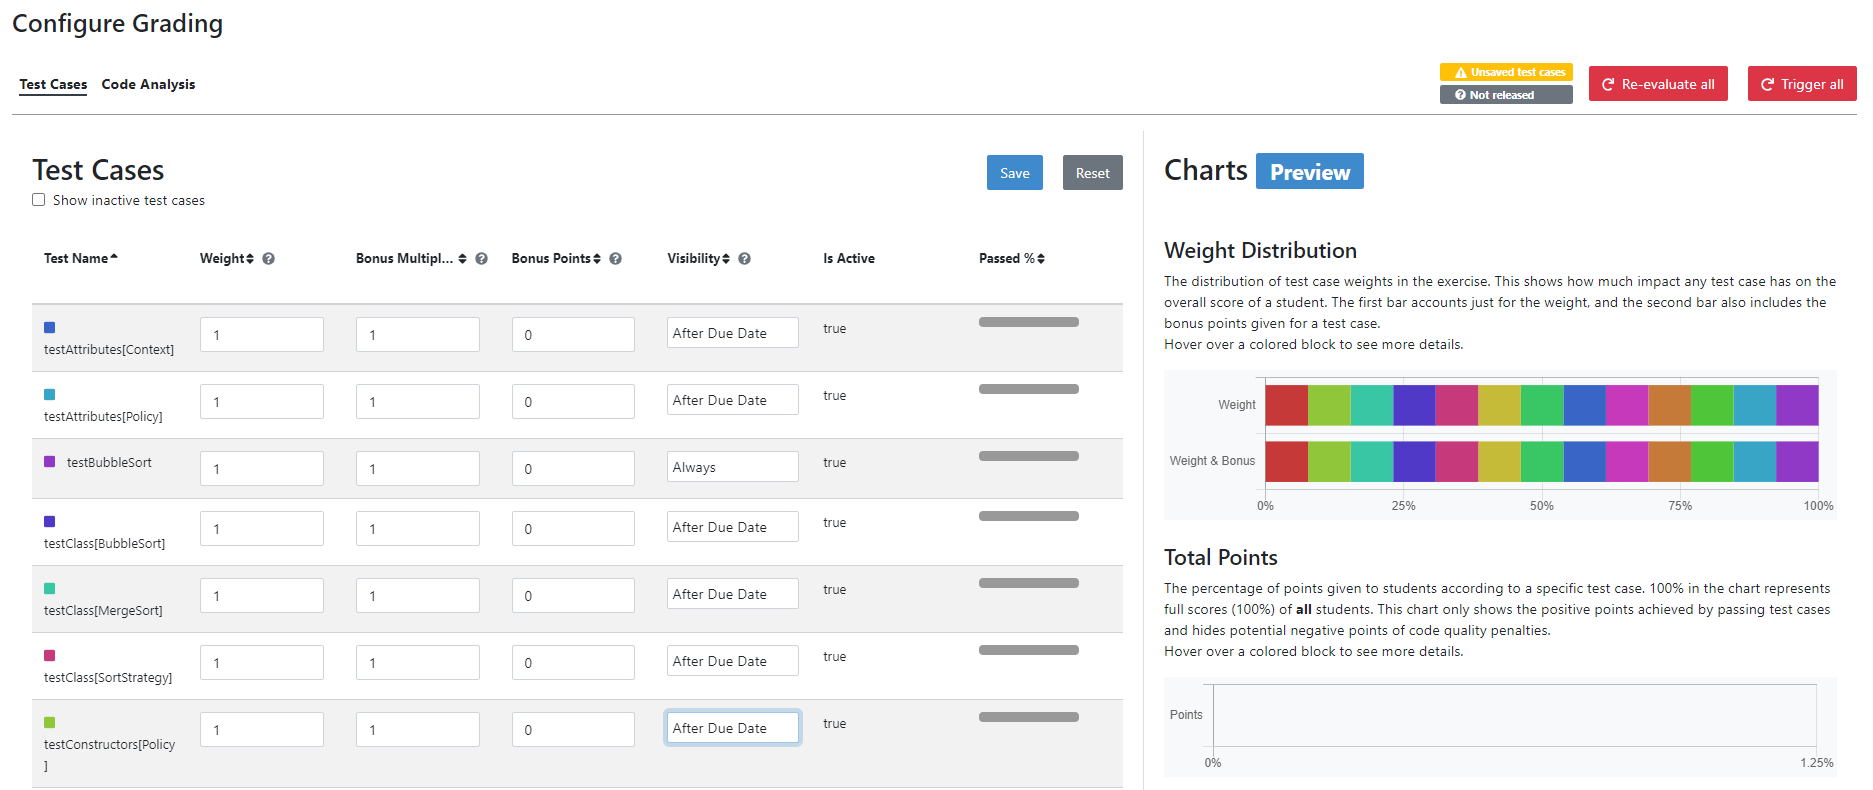 Configure Grading
Test Cases Code Analysis
Unsaved test cases
Not released
Re-evaluate all
Trigger all
Test Cases
Save
Reset
Show inactive test cases
Test Name Weight Bonus Multipl... Bonus Points Visibility Is Active Passed %
testAttributes[Context] 1 1 0 After Due Date true
testAttributes[Policy] 1 1 0 After Due Date true
testBubbleSort 1 1 0 Always true
testClass[BubbleSort] 1 1 0 After Due Date true
testClass[MergeSort] 1 1 0 After Due Date true
testClass[SortStrategy] 1 1 0 After Due Date true
testConstructors[Policy 1 1 0 After Due Date true
]
Charts Preview
Weight Distribution
The distribution of test case weights in the exercise. This shows how much impact any test case has on the
overall score of a student. The first bar accounts just for the weight, and the second bar also includes the
bonus points given for a test case.
Hover over a colored block to see more details.
Weight
Weight & Bonus
0% 25% 50% 75% 100%
Total Points
The percentage of points given to students according to a specific test case. 100% in the chart represents
full scores (100%) of all students. This chart only shows the positive points achieved by passing test cases
and hides potential negative points of code quality penalties.
Hover over a colored block to see more details.
Points
0% 1.25%